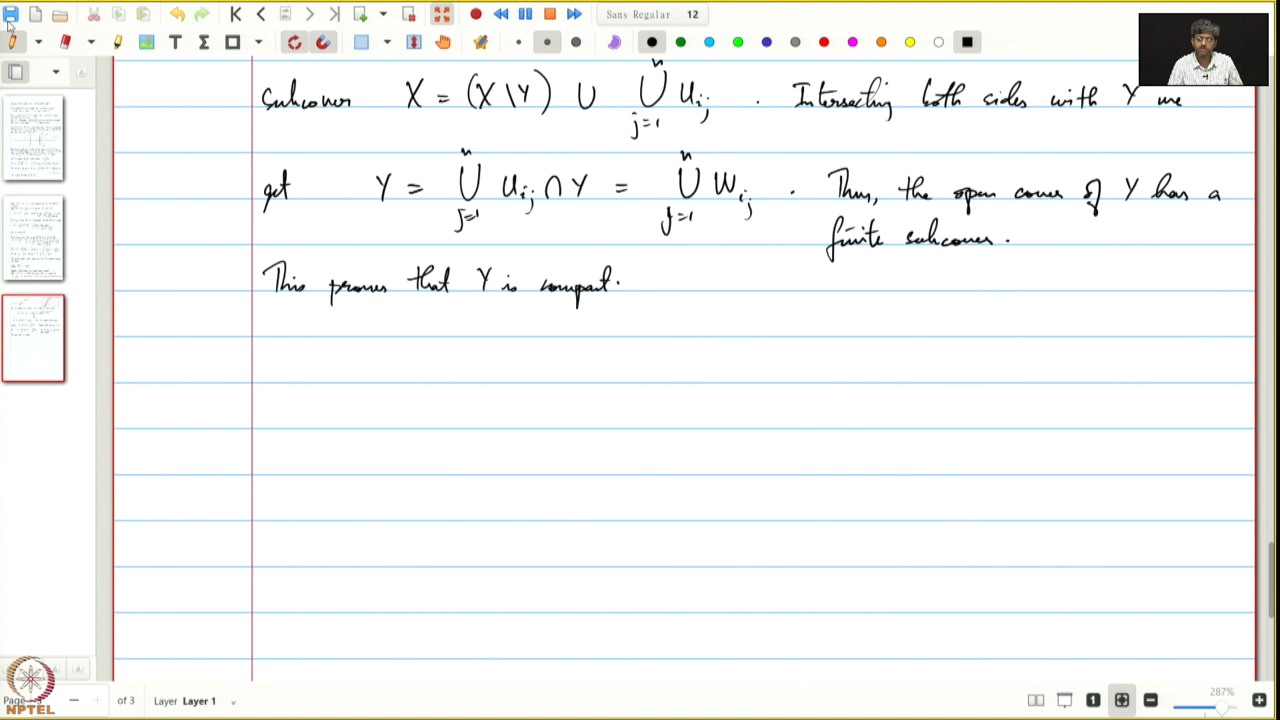 Sans Regular 12
Subcover X = (X \ Y) ∪ ⋃_{j=1}^{n} U_{i_j} . Intersecting both sides with Y we
get Y = ⋃_{j=1}^{n} U_{i_j} ∩ Y = ⋃_{j=1}^{n} W_{i_j} . Thus, the open cover of Y has a
finite subcover.
This proves that Y is compact.
NPTEL
Page
of 3 Layer Layer 1
287%